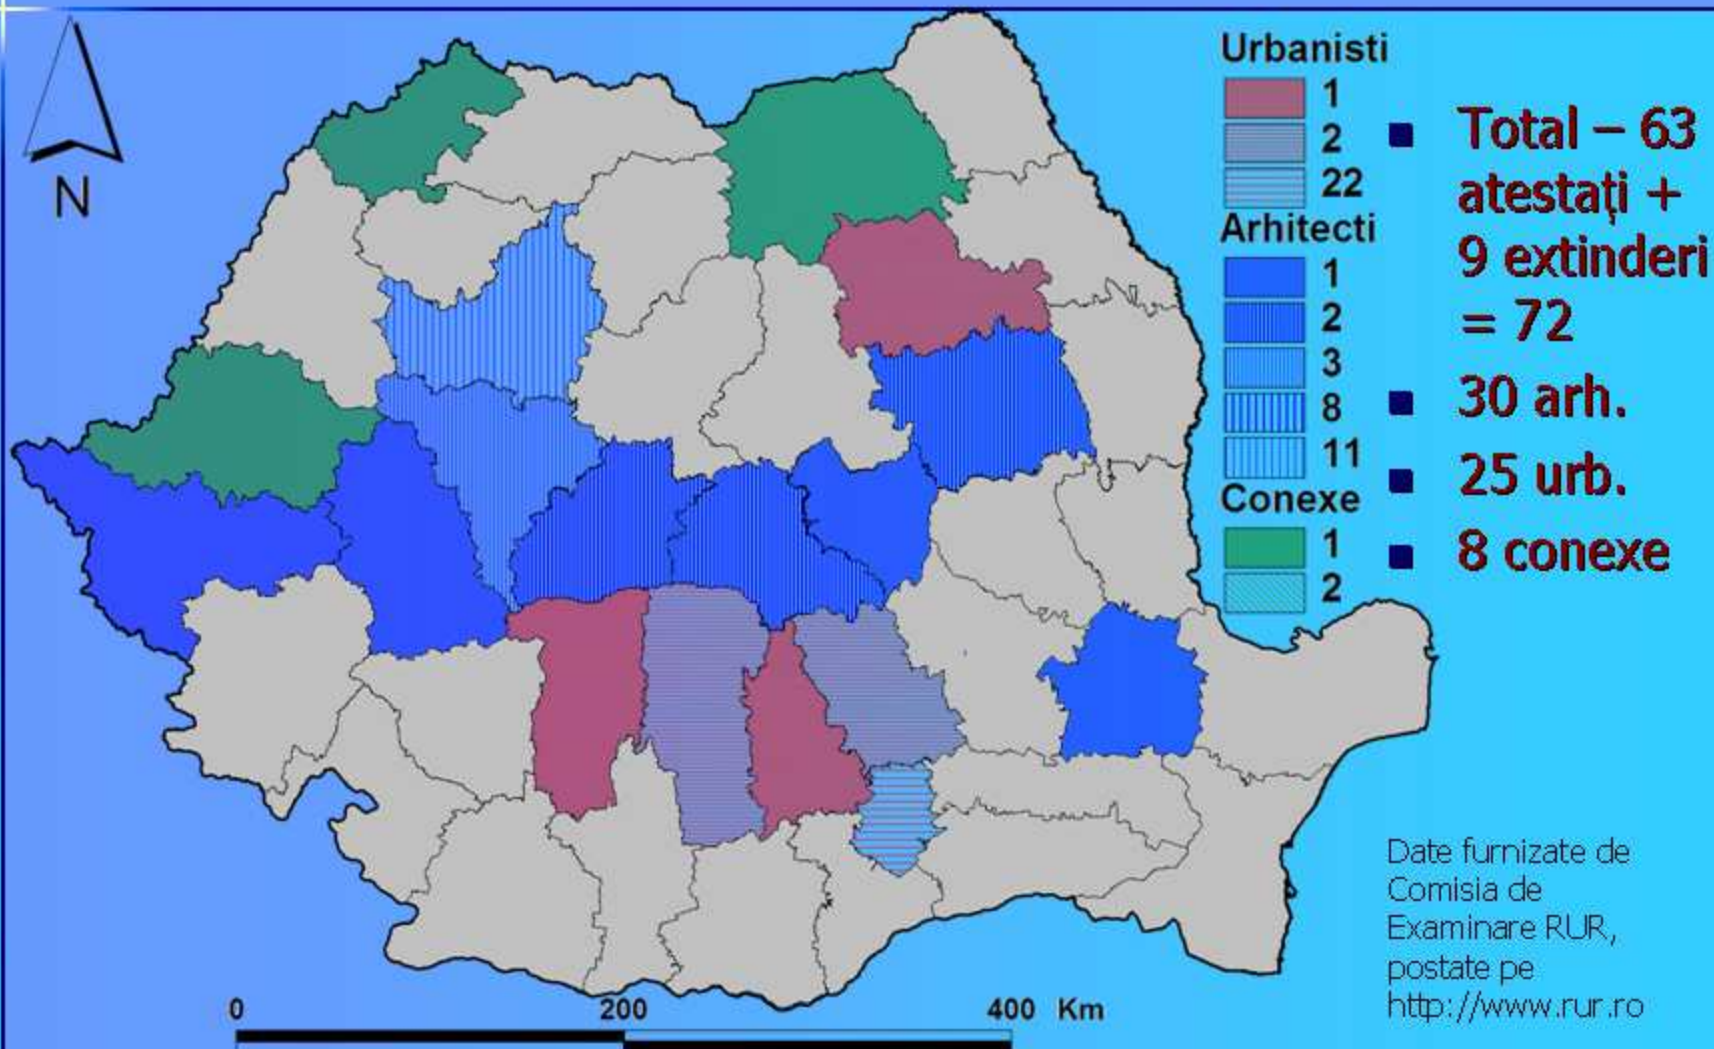 N
Urbanisti
1
2
22
Arhitecti
1
2
3
8
11
Conexe
1
2
Total – 63
atestaţi +
9 extinderi
= 72
30 arh.
25 urb.
8 conexe
Date furnizate de
Comisia de
Examinare RUR,
postate pe
http://www.rur.ro
0 200 400 Km